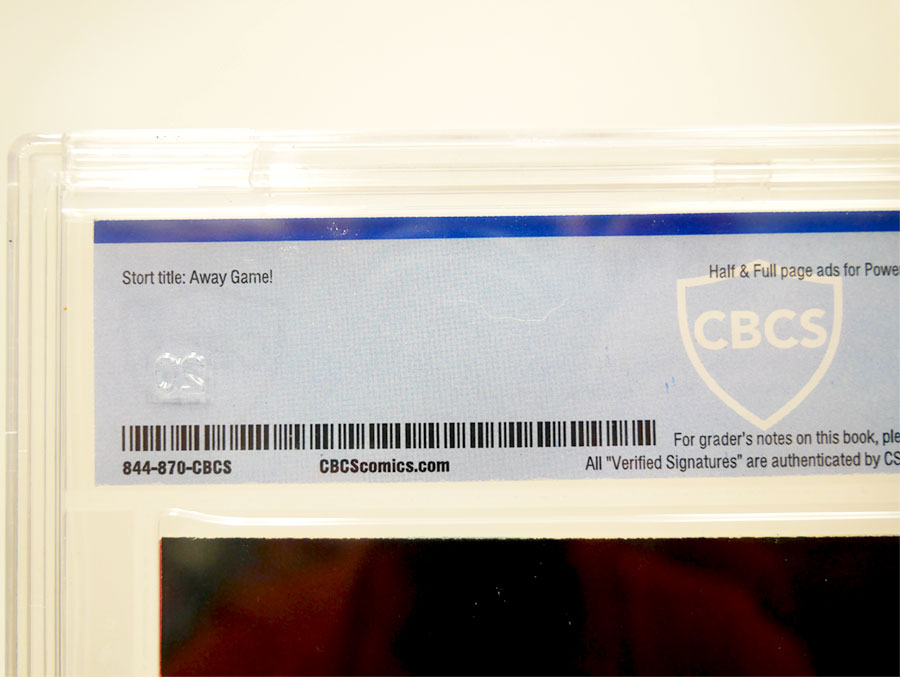 Stort title: Away Game!
Half & Full page ads for Powe
CBCS
For grader's notes on this book, ple
844-870-CBCS
CBCScomics.com
All "Verified Signatures" are authenticated by CS